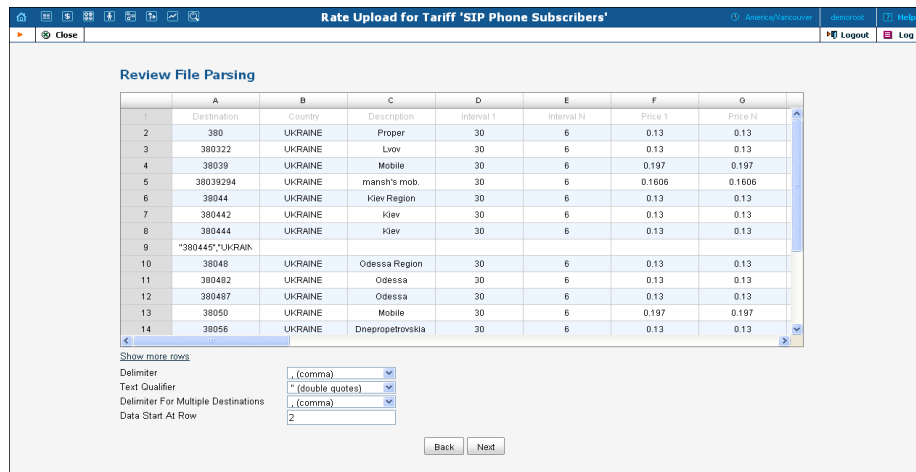 Rate Upload for Tariff 'SIP Phone Subscribers'
America/Vancouver
demoroot
? Help
Close
Logout
Log
Review File Parsing
A B C D E F G
1 Destination Country Description Interval 1 Interval N Price 1 Price N
2 380 UKRAINE Proper 30 6 0.13 0.13
3 380322 UKRAINE Lvov 30 6 0.13 0.13
4 38039 UKRAINE Mobile 30 6 0.197 0.197
5 38039294 UKRAINE mansh's mob. 30 6 0.1606 0.1606
6 38044 UKRAINE Kiev Region 30 6 0.13 0.13
7 380442 UKRAINE Kiev 30 6 0.13 0.13
8 380444 UKRAINE Kiev 30 6 0.13 0.13
9 "380445","UKRAIN
10 38048 UKRAINE Odessa Region 30 6 0.13 0.13
11 380482 UKRAINE Odessa 30 6 0.13 0.13
12 380487 UKRAINE Odessa 30 6 0.13 0.13
13 38050 UKRAINE Mobile 30 6 0.197 0.197
14 38056 UKRAINE Dnepropetrovskia 30 6 0.13 0.13
Show more rows
Delimiter , (comma)
Text Qualifier " (double quotes)
Delimiter For Multiple Destinations , (comma)
Data Start At Row 2
Back Next